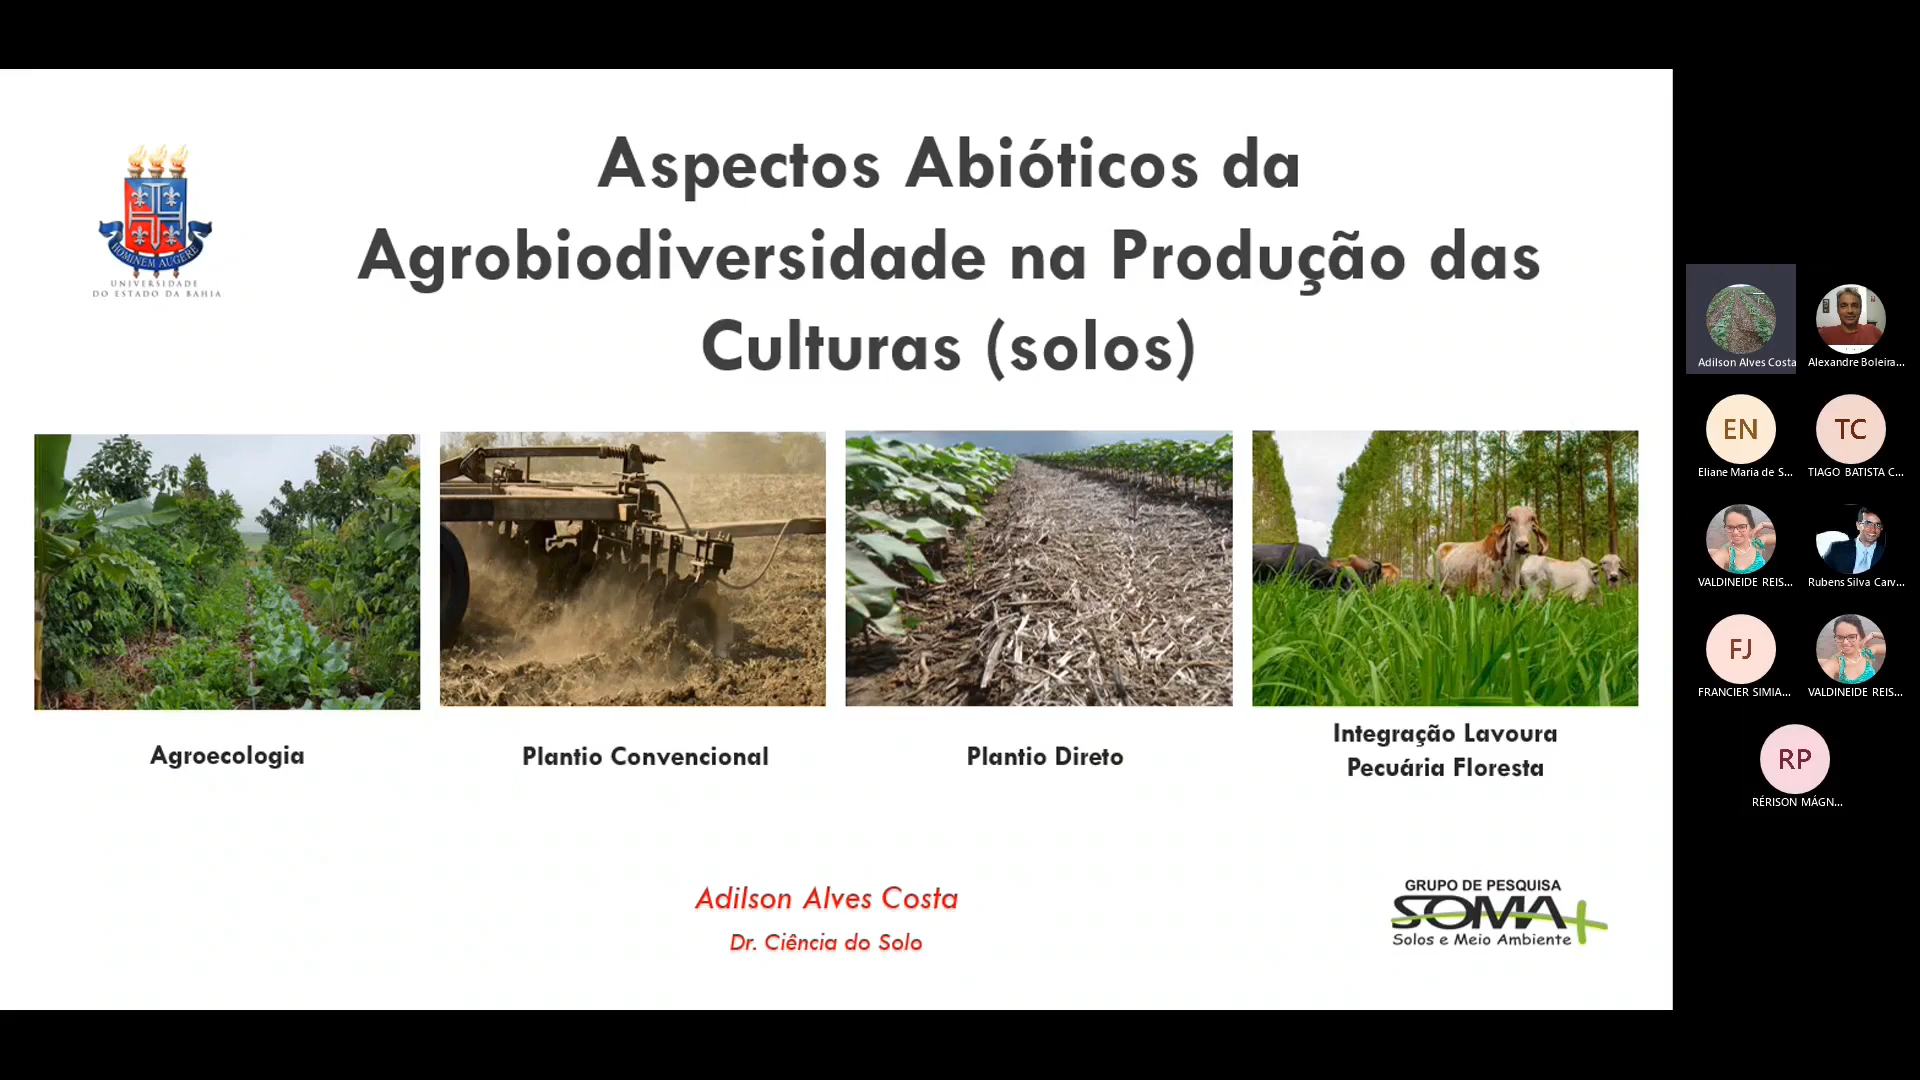 Aspectos Abióticos da
Agrobiodiversidade na Produção das
Culturas (solos)
HOMINEM AUGERE
UNIVERSIDADE
DO ESTADO DA BAHIA
Agroecologia
Plantio Convencional
Plantio Direto
Integração Lavoura
Pecuária Floresta
Adilson Alves Costa
Dr. Ciência do Solo
GRUPO DE PESQUISA
SOMA+
Solos e Meio Ambiente
Adilson Alves Costa
Alexandre Boleira...
EN
Eliane Maria de S...
TC
TIAGO BATISTA C...
VALDINEIDE REIS...
Rubens Silva Carv...
FJ
FRANCIER SIMIA...
VALDINEIDE REIS...
RP
RÉRISON MÁGN...